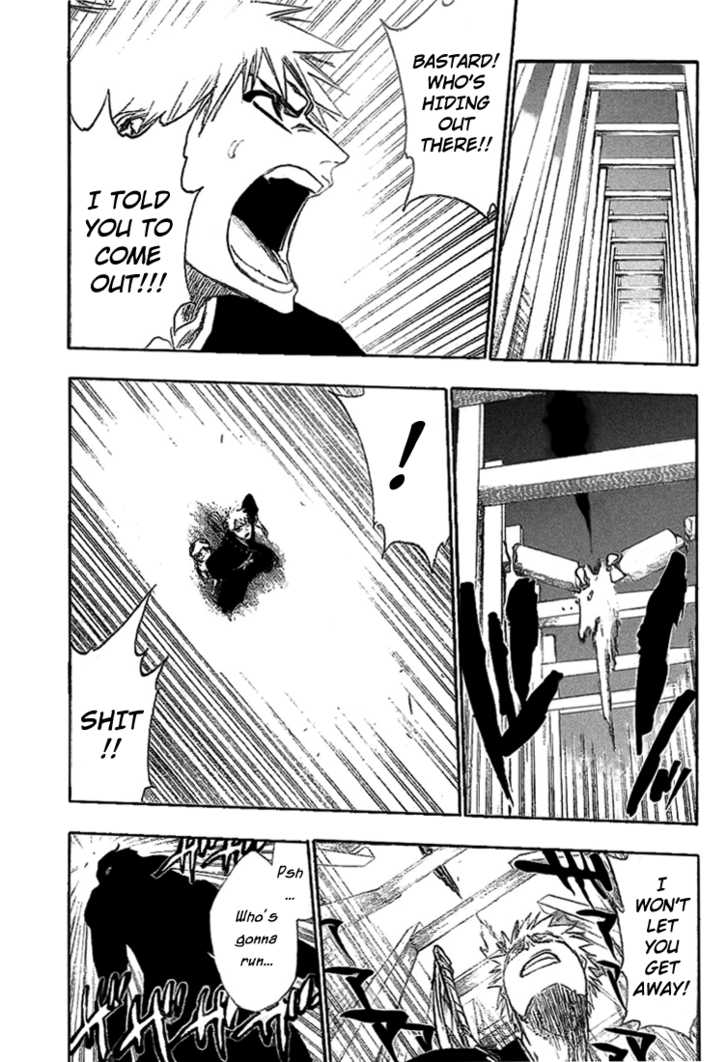 BASTARD!
WHO'S
HIDING
OUT
THERE!!
I TOLD
YOU TO
COME
OUT!!!
!
SHIT
!!
I
WON'T
LET
YOU
GET
AWAY!
Psh
...
Who's
gonna
run...